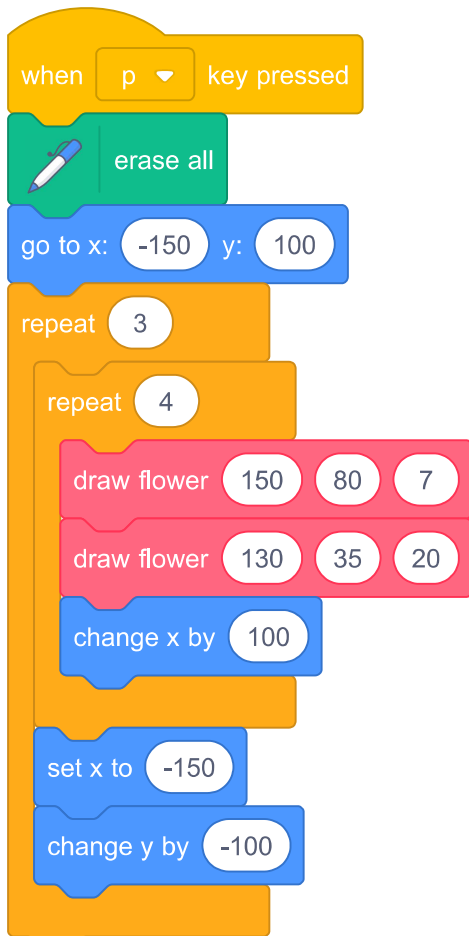 when p key pressed
erase all
go to x: -150 y: 100
repeat 3
repeat 4
draw flower 150 80 7
draw flower 130 35 20
change x by 100
set x to -150
change y by -100